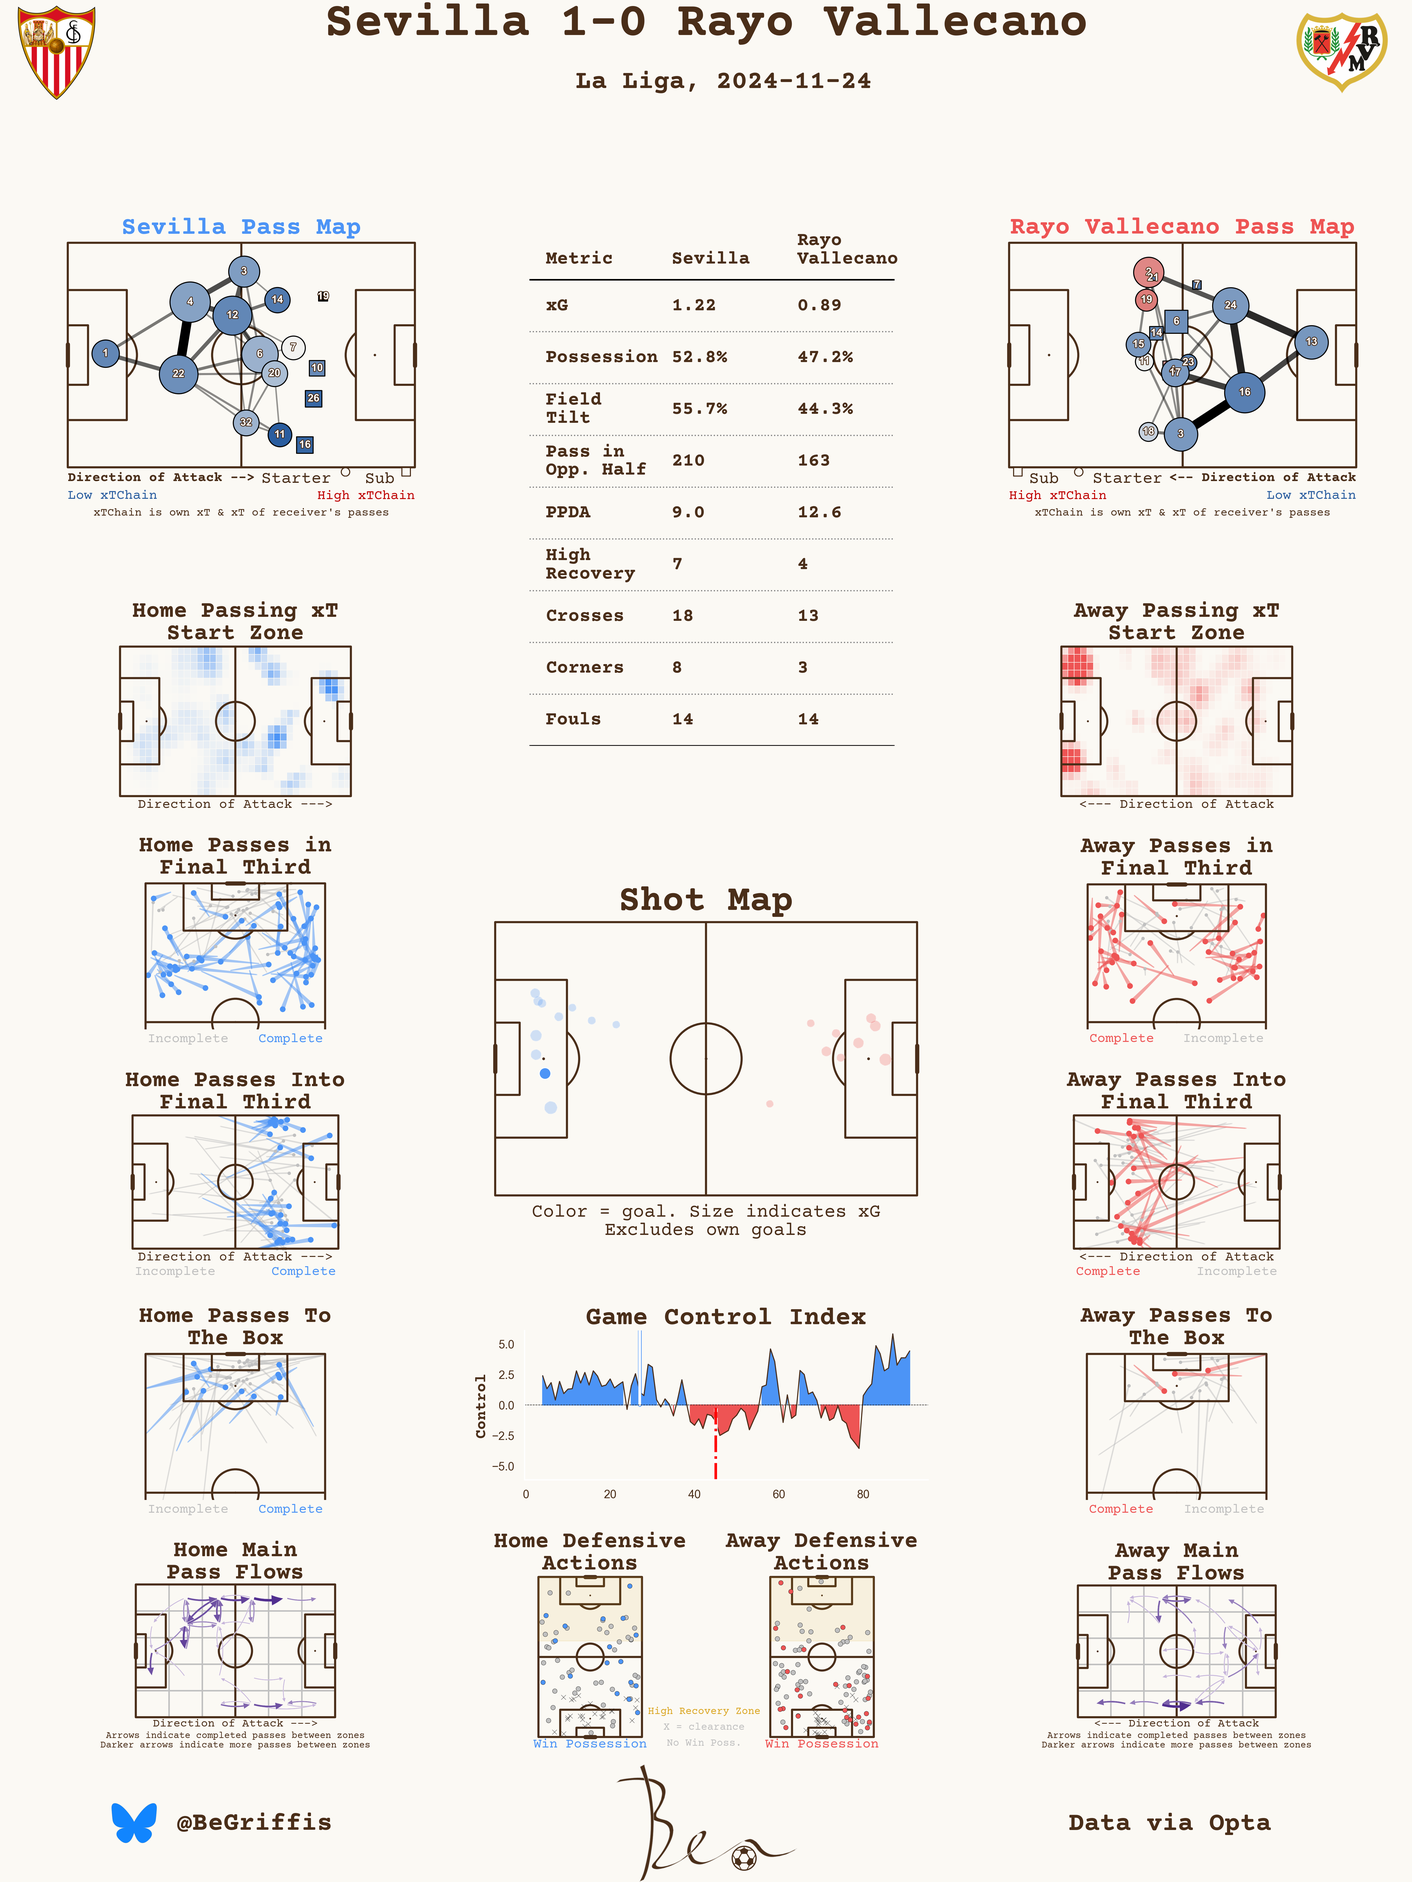 Sevilla 1-0 Rayo Vallecano
La Liga, 2024-11-24
Sevilla Pass Map
3
4
14
19
12
1
6
7
22
20
10
26
32
11
16
Direction of Attack --> Starter Sub
Low xTChain High xTChain
xTChain is own xT & xT of receiver's passes
Metric Sevilla Rayo Vallecano
xG 1.22 0.89
Possession 52.8% 47.2%
Field Tilt 55.7% 44.3%
Pass in Opp. Half 210 163
PPDA 9.0 12.6
High Recovery 7 4
Crosses 18 13
Corners 8 3
Fouls 14 14
Rayo Vallecano Pass Map
2
21
7
19
24
6
14
15
13
11
23
17
16
18
3
Sub Starter <-- Direction of Attack
High xTChain Low xTChain
xTChain is own xT & xT of receiver's passes
Home Passing xT
Start Zone
Direction of Attack --->
Away Passing xT
Start Zone
<--- Direction of Attack
Home Passes in
Final Third
Incomplete Complete
Away Passes in
Final Third
Complete Incomplete
Shot Map
Color = goal. Size indicates xG
Excludes own goals
Home Passes Into
Final Third
Direction of Attack --->
Incomplete Complete
Away Passes Into
Final Third
<--- Direction of Attack
Complete Incomplete
Home Passes To
The Box
Incomplete Complete
Game Control Index
Control
5.0
2.5
0.0
−2.5
−5.0
0 20 40 60 80
Away Passes To
The Box
Complete Incomplete
Home Main
Pass Flows
Direction of Attack --->
Arrows indicate completed passes between zones
Darker arrows indicate more passes between zones
Home Defensive
Actions
Win Possession
Away Defensive
Actions
Win Possession
High Recovery Zone
X = clearance
No Win Poss.
Away Main
Pass Flows
<--- Direction of Attack
Arrows indicate completed passes between zones
Darker arrows indicate more passes between zones
@BeGriffis
Ben
Data via Opta